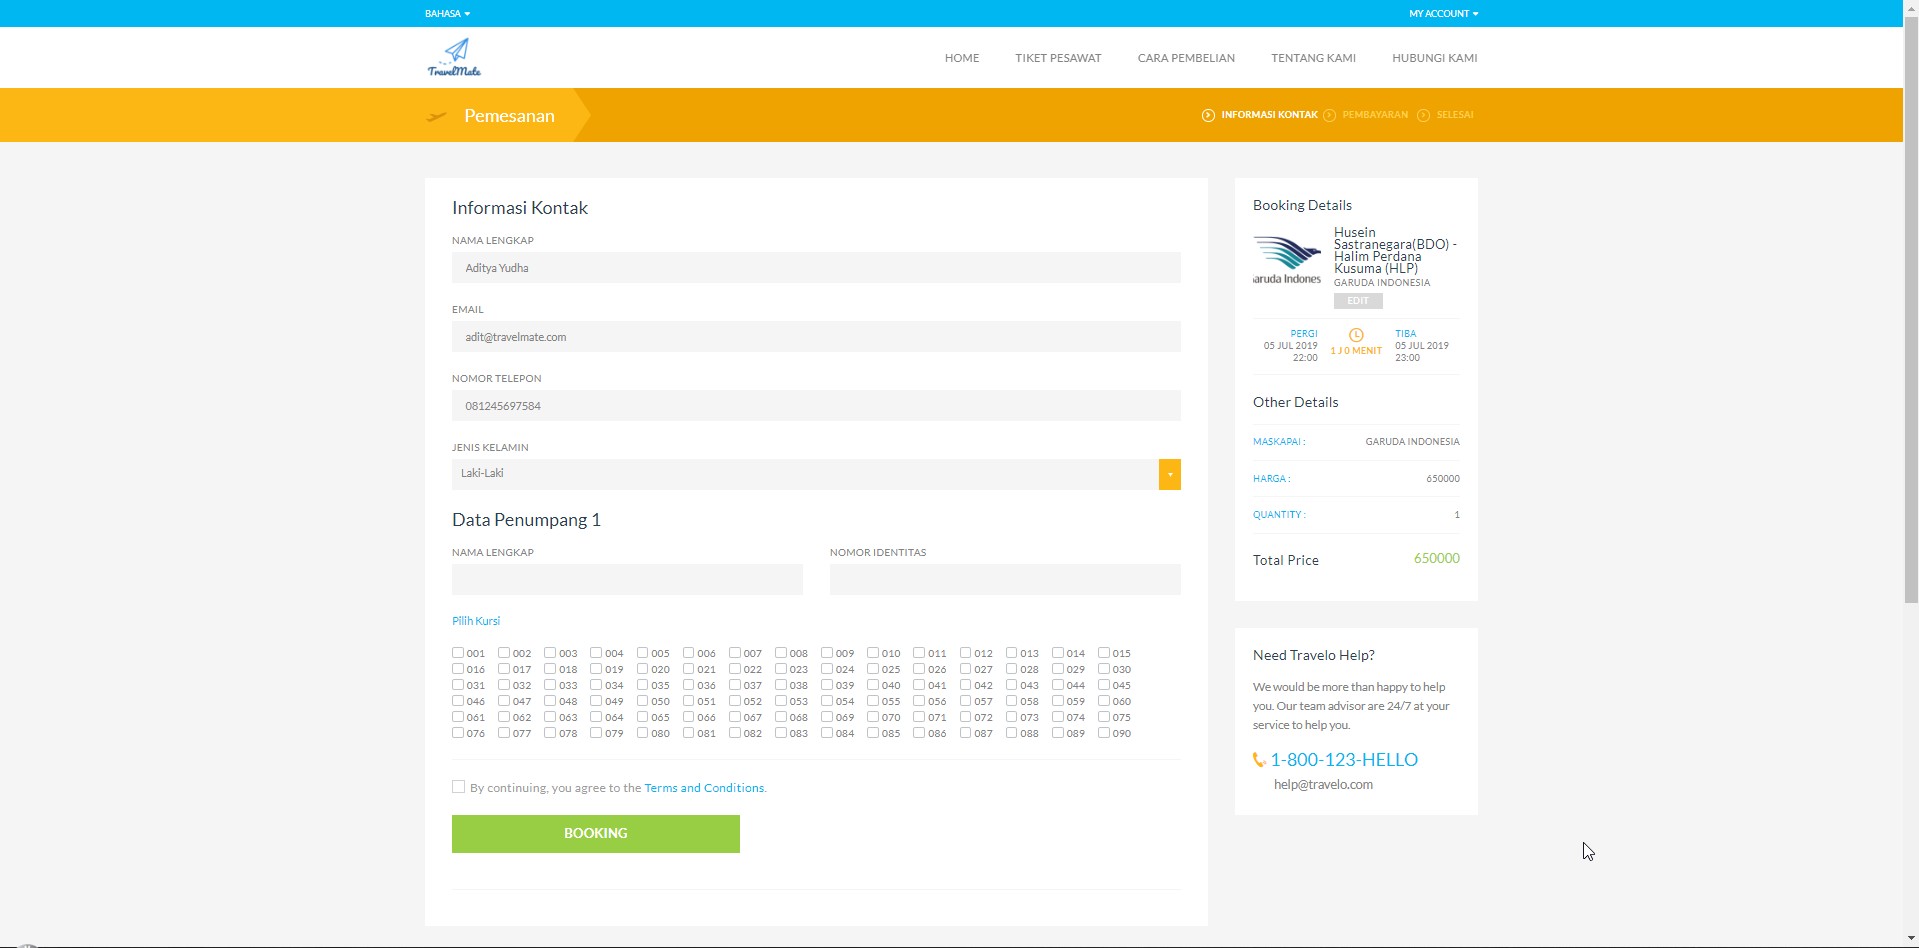 BAHASA
MY ACCOUNT
TravelMate
HOME TIKET PESAWAT CARA PEMBELIAN TENTANG KAMI HUBUNGI KAMI
Pemesanan
INFORMASI KONTAK PEMBAYARAN SELESAI
Informasi Kontak
NAMA LENGKAP
Aditya Yudha
EMAIL
adit@travelmate.com
NOMOR TELEPON
081245697584
JENIS KELAMIN
Laki-Laki
Data Penumpang 1
NAMA LENGKAP NOMOR IDENTITAS
Pilih Kursi
001 002 003 004 005 006 007 008 009 010 011 012 013 014 015
016 017 018 019 020 021 022 023 024 025 026 027 028 029 030
031 032 033 034 035 036 037 038 039 040 041 042 043 044 045
046 047 048 049 050 051 052 053 054 055 056 057 058 059 060
061 062 063 064 065 066 067 068 069 070 071 072 073 074 075
076 077 078 079 080 081 082 083 084 085 086 087 088 089 090
By continuing, you agree to the Terms and Conditions.
BOOKING
Booking Details
aruda Indones
Husein
Sastranegara(BDO) -
Halim Perdana
Kusuma (HLP)
GARUDA INDONESIA
EDIT
PERGI
05 JUL 2019
22:00
1 J 0 MENIT
TIBA
05 JUL 2019
23:00
Other Details
MASKAPAI : GARUDA INDONESIA
HARGA : 650000
QUANTITY : 1
Total Price 650000
Need Travelo Help?
We would be more than happy to help
you. Our team advisor are 24/7 at your
service to help you.
1-800-123-HELLO
help@travelo.com